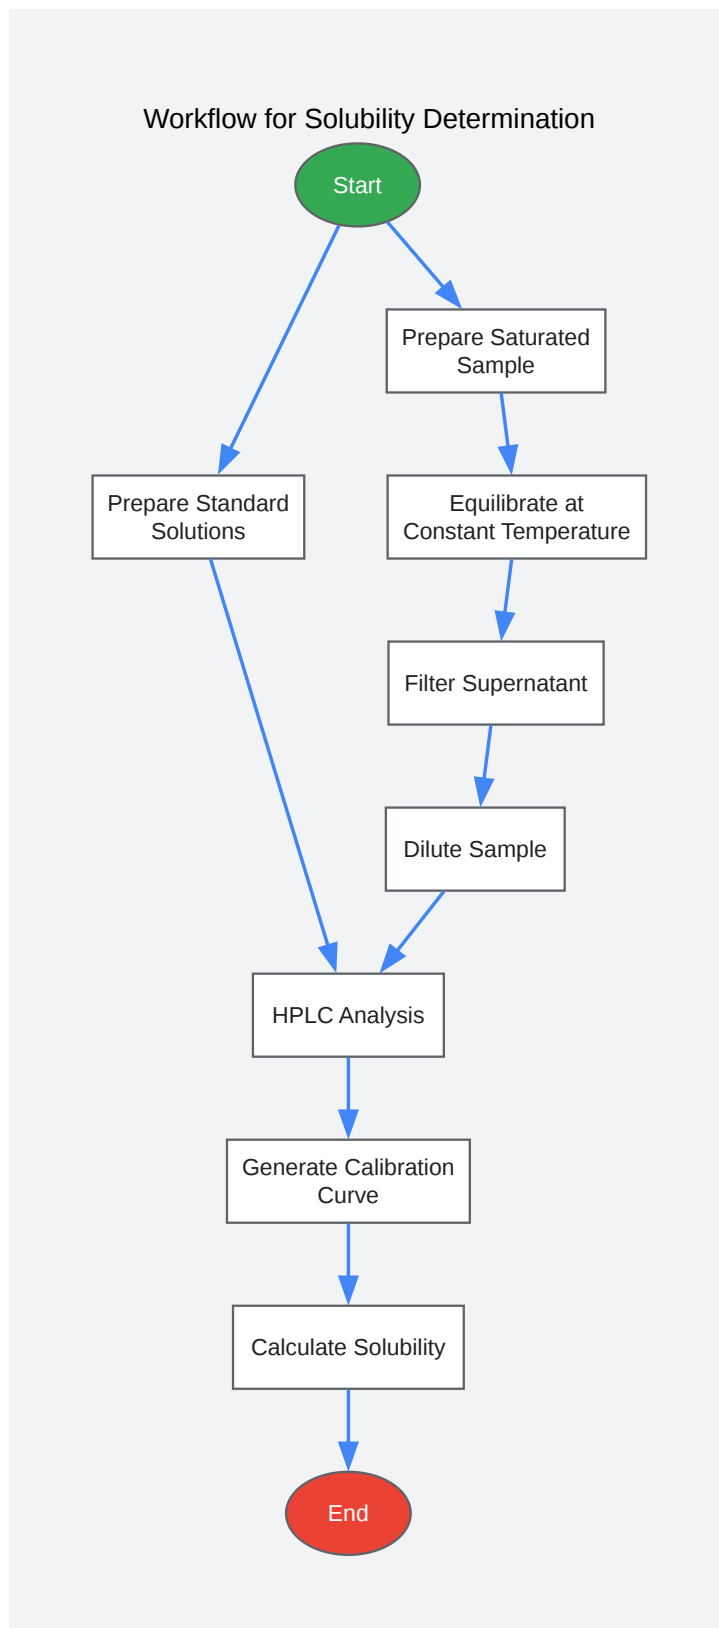 Workflow for Solubility Determination
Start
Prepare Saturated
Sample
Prepare Standard
Solutions
Equilibrate at
Constant Temperature
Filter Supernatant
Dilute Sample
HPLC Analysis
Generate Calibration
Curve
Calculate Solubility
End